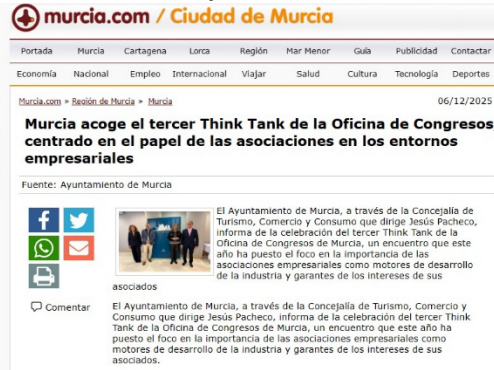 murcia.com / Ciudad de Murcia
Portada Murcia Cartagena Lorca Región Mar Menor Guía Publicidad Contactar
Economía Nacional Empleo Internacional Viajar Salud Cultura Tecnología Deportes
Murcia.com » Región de Murcia » Murcia 06/12/2025
Murcia acoge el tercer Think Tank de la Oficina de Congresos
centrado en el papel de las asociaciones en los entornos
empresariales
Fuente: Ayuntamiento de Murcia
El Ayuntamiento de Murcia, a través de la Concejalía de
Turismo, Comercio y Consumo que dirige Jesús Pacheco,
informa de la celebración del tercer Think Tank de la
Oficina de Congresos de Murcia, un encuentro que este
año ha puesto el foco en la importancia de las
asociaciones empresariales como motores de desarrollo
de la industria y garantes de los intereses de sus
asociados
Comentar
El Ayuntamiento de Murcia, a través de la Concejalía de Turismo, Comercio y
Consumo que dirige Jesús Pacheco, informa de la celebración del tercer Think
Tank de la Oficina de Congresos de Murcia, un encuentro que este año ha
puesto el foco en la importancia de las asociaciones empresariales como
motores de desarrollo de la industria y garantes de los intereses de sus
asociados.